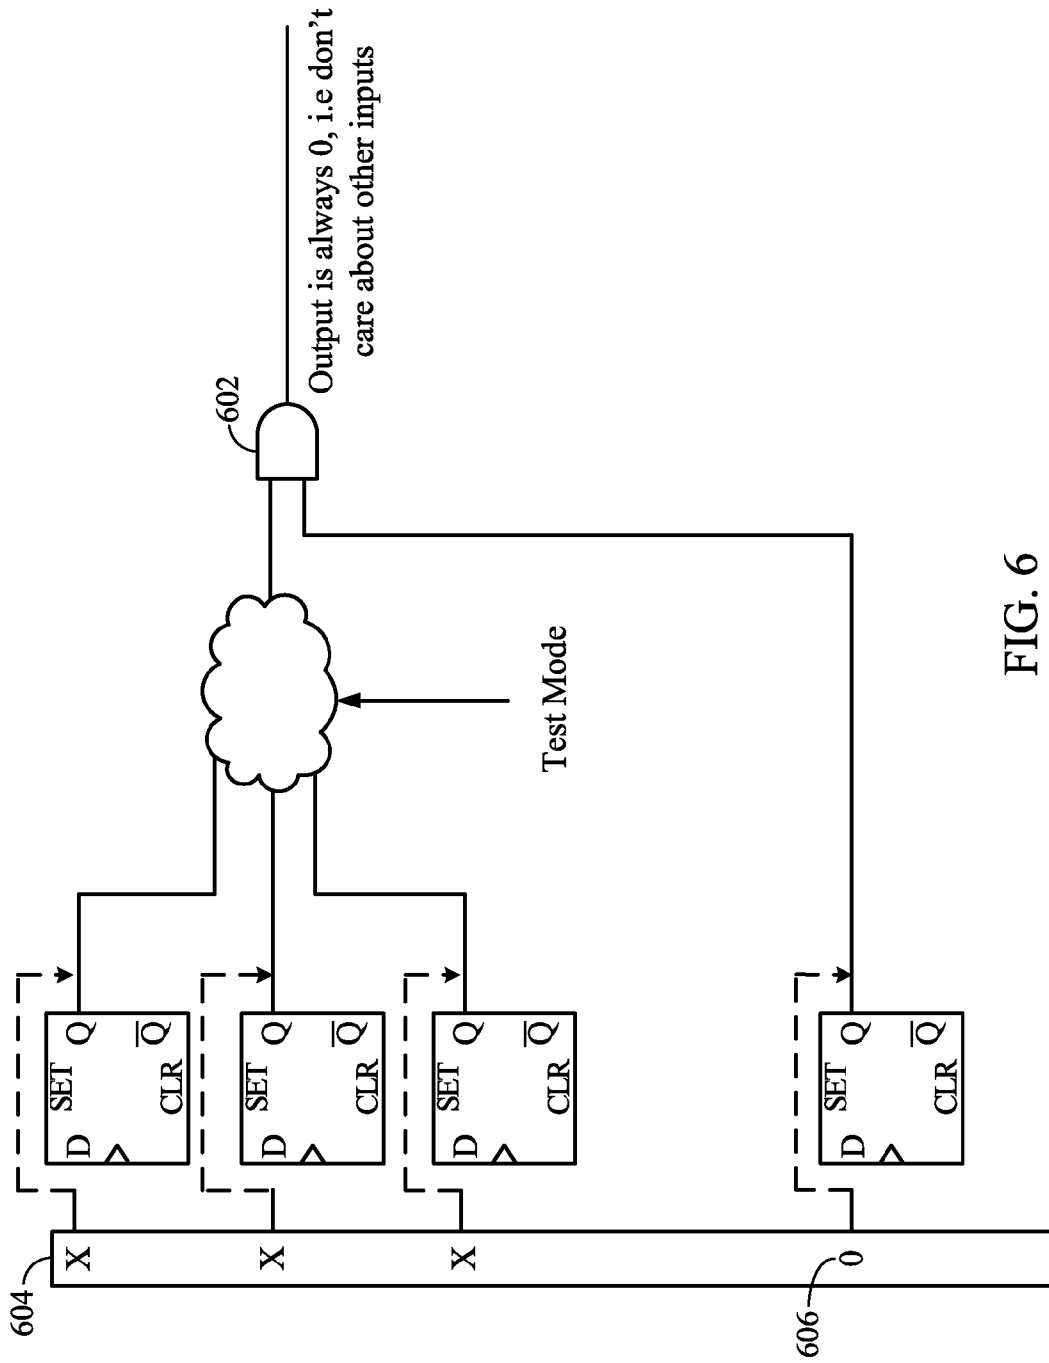 604
X
D
SET
Q
Q
CLR
X
D
SET
Q
Q
CLR
X
D
SET
Q
Q
CLR
606
0
D
SET
Q
Q
CLR
Test Mode
602
Output is always 0, i.e don't
care about other inputs
FIG. 6